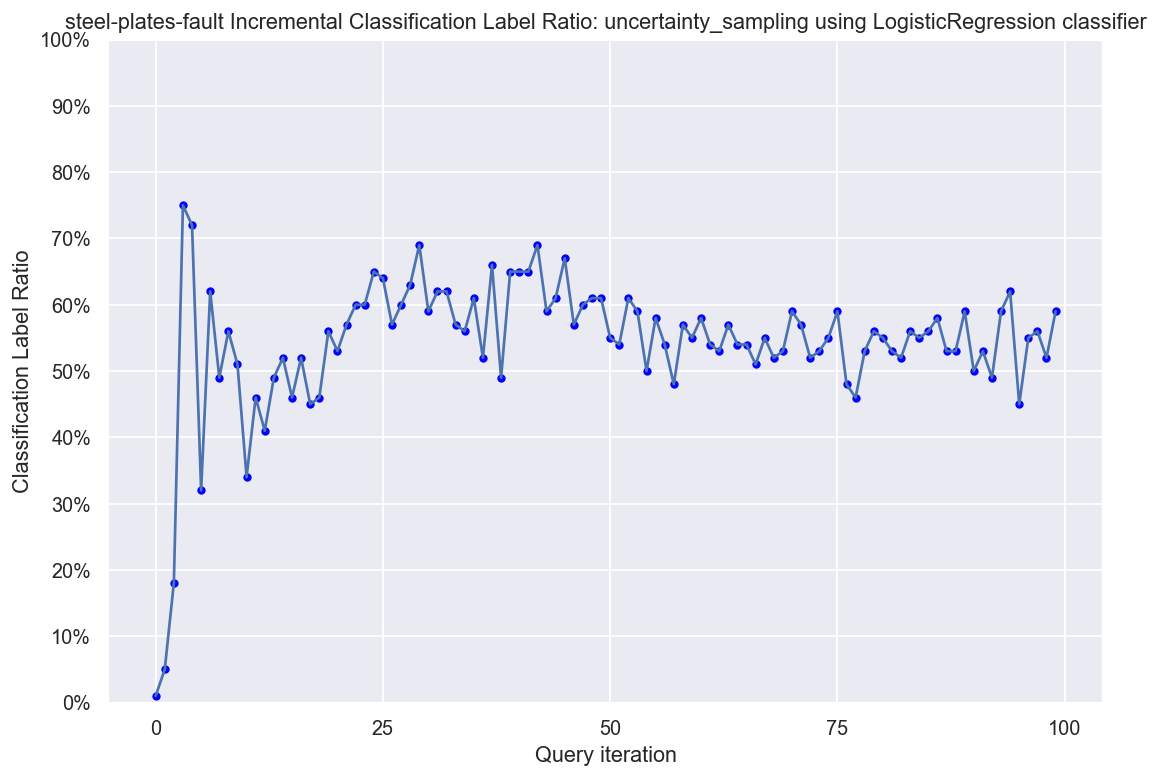 steel-plates-fault Incremental Classification Label Ratio: uncertainty_sampling using LogisticRegression classifier
100%
90%
80%
70%
60%
50%
40%
30%
20%
10%
0%
Classification Label Ratio
0 25 50 75 100
Query iteration